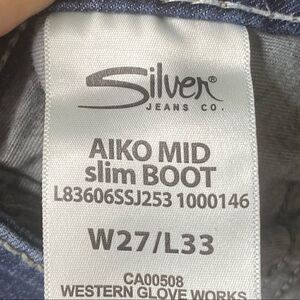 Silver®
JEANS CO.
AIKO MID
slim BOOT
L83606SSJ253 1000146
W27/L33
CA00508
WESTERN GLOVE WORKS